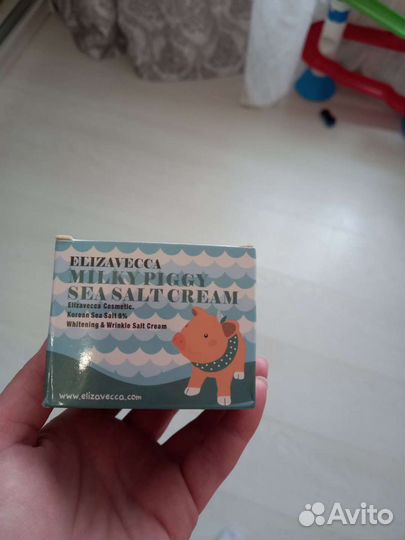 ELIZAVECCA
MILKY PIGGY
SEA SALT CREAM
Elizavecca Cosmetic.
Korean Sea Salt 8%
Whitening & Wrinkle Salt Cream
www.elizavecca.com
Avito